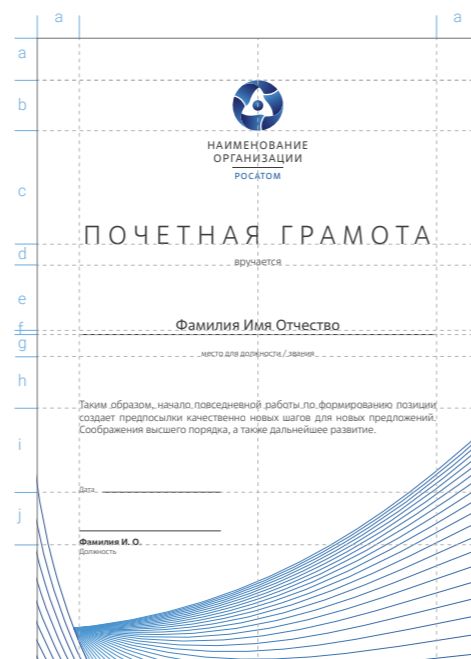 a a
a
b
НАИМЕНОВАНИЕ
ОРГАНИЗАЦИИ
РОСАТОМ
c
ПОЧЕТНАЯ ГРАМОТА
d
вручается
e
Фамилия Имя Отчество
f
g
место для должности / звания
h
Таким образом, начало повседневной работы по формированию позиции
создает предпосылки качественно новых шагов для новых предложений.
Соображения высшего порядка, а также дальнейшее развитие.
i
Дата
j
Фамилия И. О.
Должность